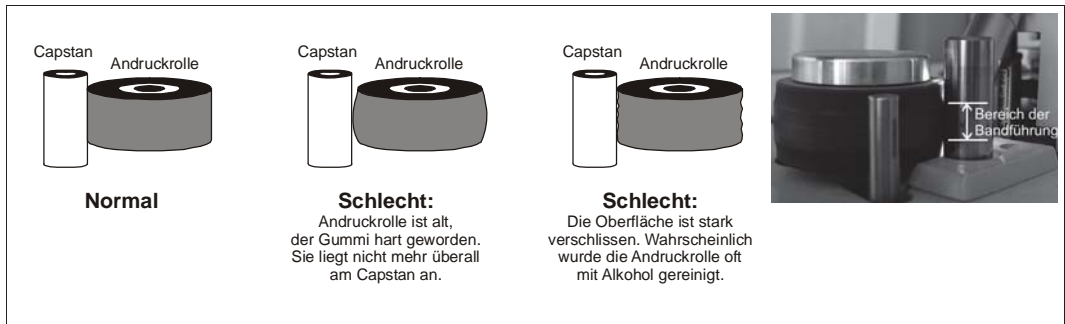 Capstan
Andruckrolle
Normal
Capstan
Andruckrolle
Schlecht:
Andruckrolle ist alt,
der Gummi hart geworden.
Sie liegt nicht mehr überall
am Capstan an.
Capstan
Andruckrolle
Schlecht:
Die Oberfläche ist stark
verschlissen. Wahrscheinlich
wurde die Andruckrolle oft
mit Alkohol gereinigt.
Bereich der
Bandführung